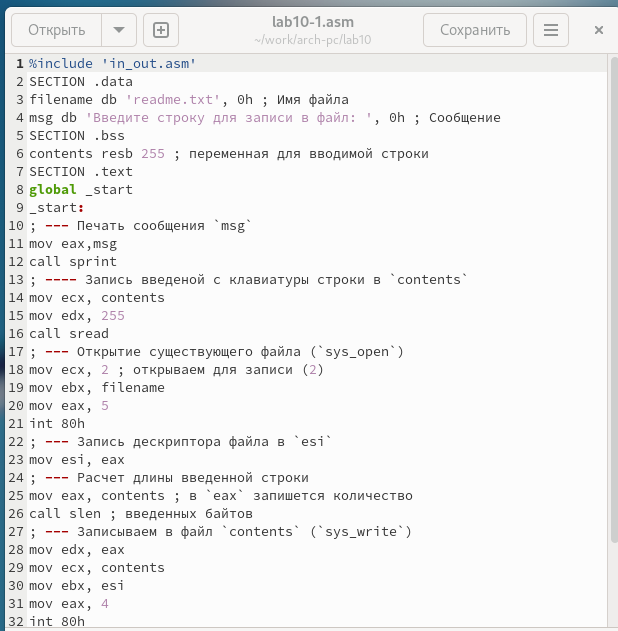 Открыть
lab10-1.asm
~/work/arch-pc/lab10
Сохранить
1 %include 'in_out.asm'
2 SECTION .data
3 filename db 'readme.txt', 0h ; Имя файла
4 msg db 'Введите строку для записи в файл: ', 0h ; Сообщение
5 SECTION .bss
6 contents resb 255 ; переменная для вводимой строки
7 SECTION .text
8 global _start
9 _start:
10 ; --- Печать сообщения `msg`
11 mov eax,msg
12 call sprint
13 ; ---- Запись введеной с клавиатуры строки в `contents`
14 mov ecx, contents
15 mov edx, 255
16 call sread
17 ; --- Открытие существующего файла (`sys_open`)
18 mov ecx, 2 ; открываем для записи (2)
19 mov ebx, filename
20 mov eax, 5
21 int 80h
22 ; --- Запись дескриптора файла в `esi`
23 mov esi, eax
24 ; --- Расчет длины введенной строки
25 mov eax, contents ; в `eax` запишется количество
26 call slen ; введенных байтов
27 ; --- Записываем в файл `contents` (`sys_write`)
28 mov edx, eax
29 mov ecx, contents
30 mov ebx, esi
31 mov eax, 4
32 int 80h